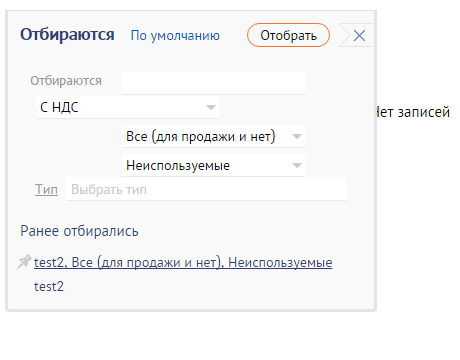 Отбираются По умолчанию Отобрать
Отбираются
С НДС
Нет записей
Все (для продажи и нет)
Неиспользуемые
Тип Выбрать тип
Ранее отбирались
test2, Все (для продажи и нет), Неиспользуемые
test2